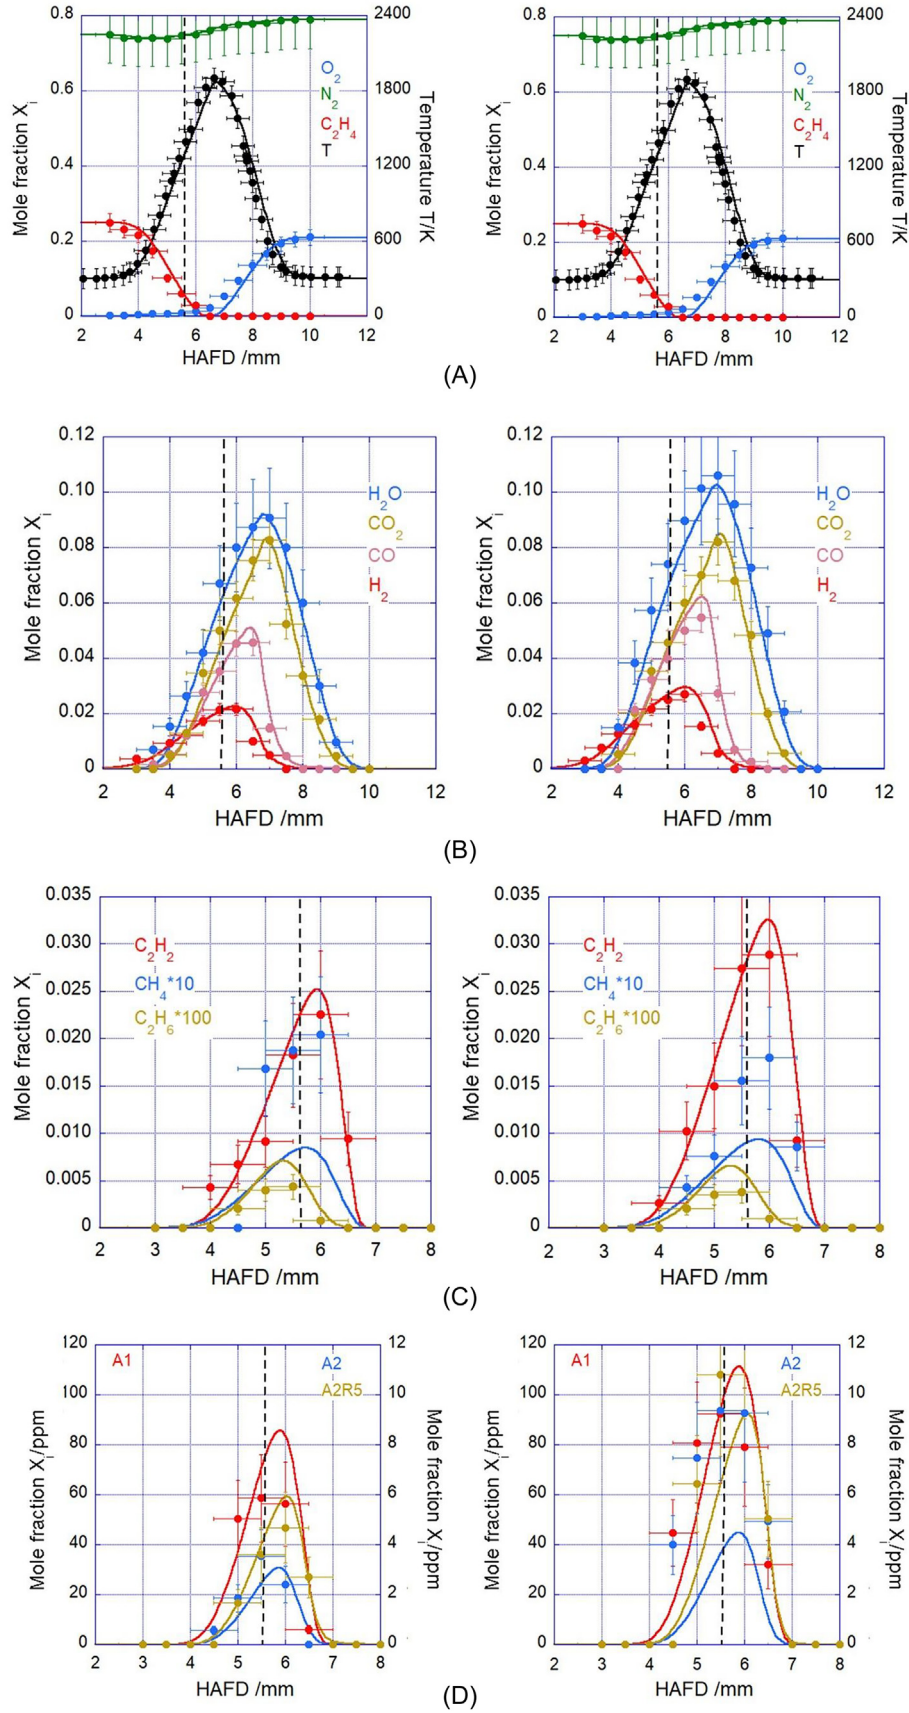 0.8
0.6
0.4
0.2
0
Mole fraction Xi
2400
1800
1200
600
0
Temperature T/K
O2
N2
C2H4
T
2 4 6 8 10 12
HAFD /mm
0.8
0.6
0.4
0.2
0
Mole fraction Xi
2400
1800
1200
600
0
Temperature T/K
O2
N2
C2H4
T
2 4 6 8 10 12
HAFD /mm
(A)
0.12
0.10
0.08
0.06
0.04
0.02
0
Mole fraction Xi
H2O
CO2
CO
H2
2 4 6 8 10 12
HAFD /mm
0.12
0.10
0.08
0.06
0.04
0.02
0
Mole fraction Xi
H2O
CO2
CO
H2
2 4 6 8 10 12
HAFD /mm
(B)
0.035
0.030
0.025
0.020
0.015
0.010
0.005
0
Mole fraction Xi
C2H2
CH4*10
C2H6*100
2 3 4 5 6 7 8
HAFD /mm
0.035
0.030
0.025
0.020
0.015
0.010
0.005
0
Mole fraction Xi
C2H2
CH4*10
C2H6*100
2 3 4 5 6 7 8
HAFD /mm
(C)
120
100
80
60
40
20
0
Mole fraction Xi/ppm
12
10
8
6
4
2
0
Mole fraction Xi/ppm
A1
A2
A2R5
2 3 4 5 6 7 8
HAFD /mm
120
100
80
60
40
20
0
Mole fraction Xi/ppm
12
10
8
6
4
2
0
Mole fraction Xi/ppm
A1
A2
A2R5
2 3 4 5 6 7 8
HAFD /mm
(D)